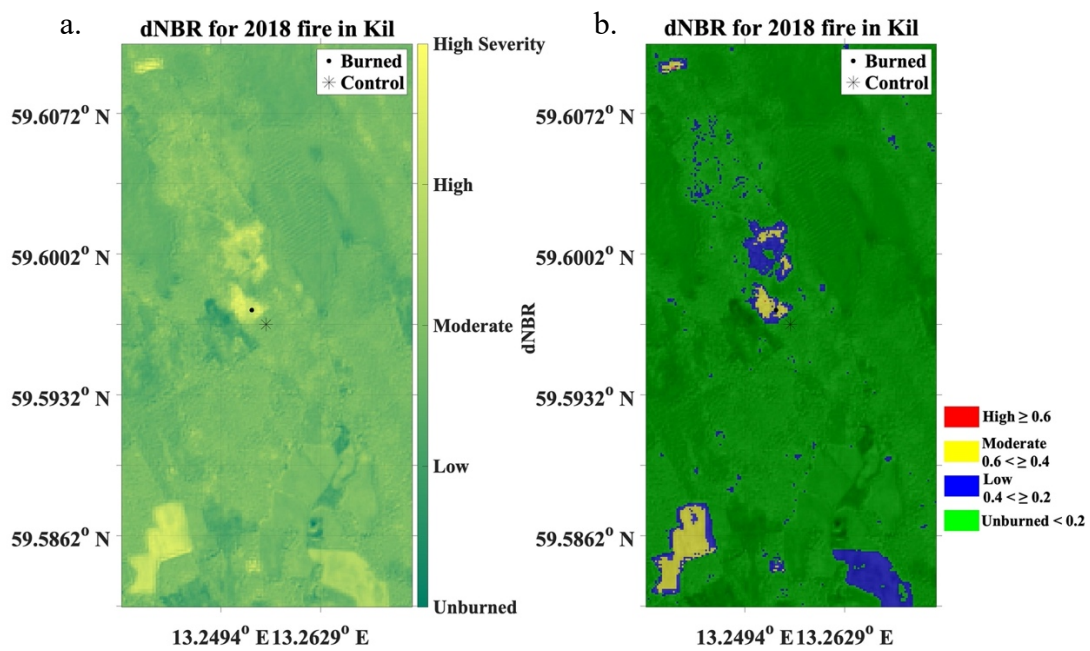 a.
dNBR for 2018 fire in Kil
• Burned
✳ Control
59.6072° N
59.6002° N
59.5932° N
59.5862° N
13.2494° E 13.2629° E
High Severity
High
Moderate
Low
Unburned
dNBR
b.
dNBR for 2018 fire in Kil
• Burned
✳ Control
59.6072° N
59.6002° N
59.5932° N
59.5862° N
13.2494° E 13.2629° E
High ≥ 0.6
Moderate
0.6 < ≥ 0.4
Low
0.4 < ≥ 0.2
Unburned < 0.2